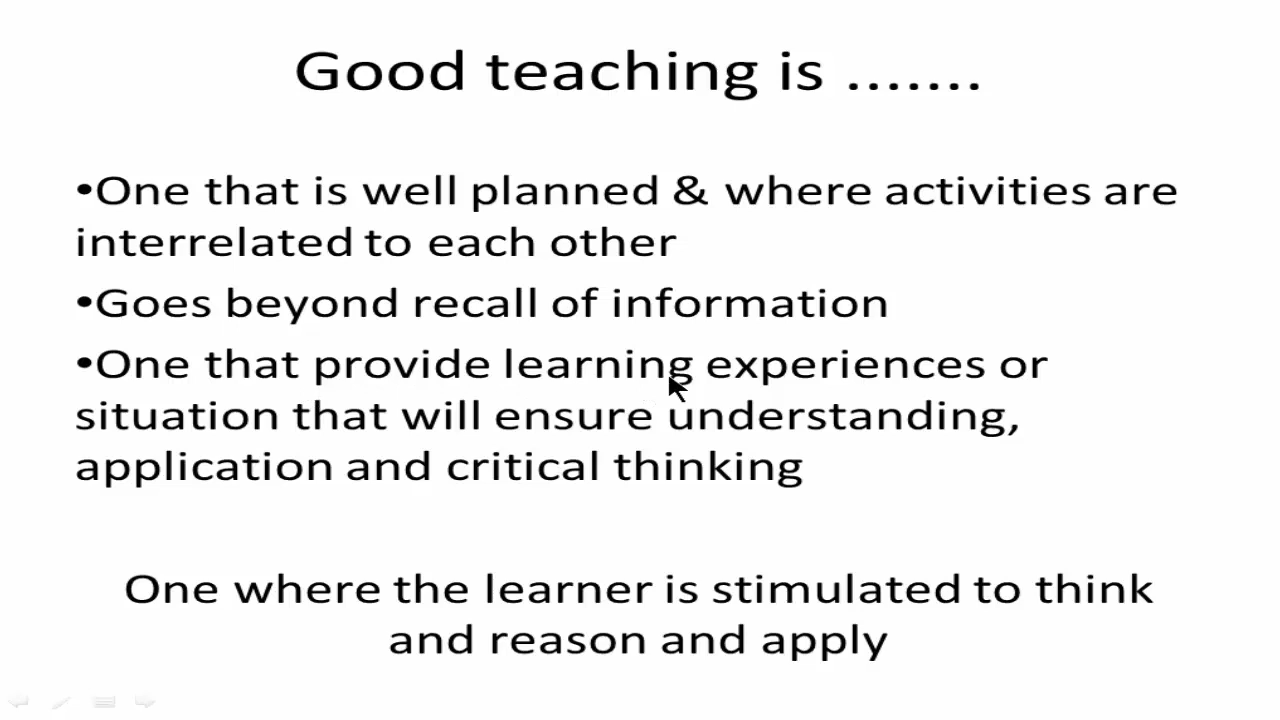 Good teaching is .......
•One that is well planned & where activities are
interrelated to each other
•Goes beyond recall of information
•One that provide learning experiences or
situation that will ensure understanding,
application and critical thinking
One where the learner is stimulated to think
and reason and apply